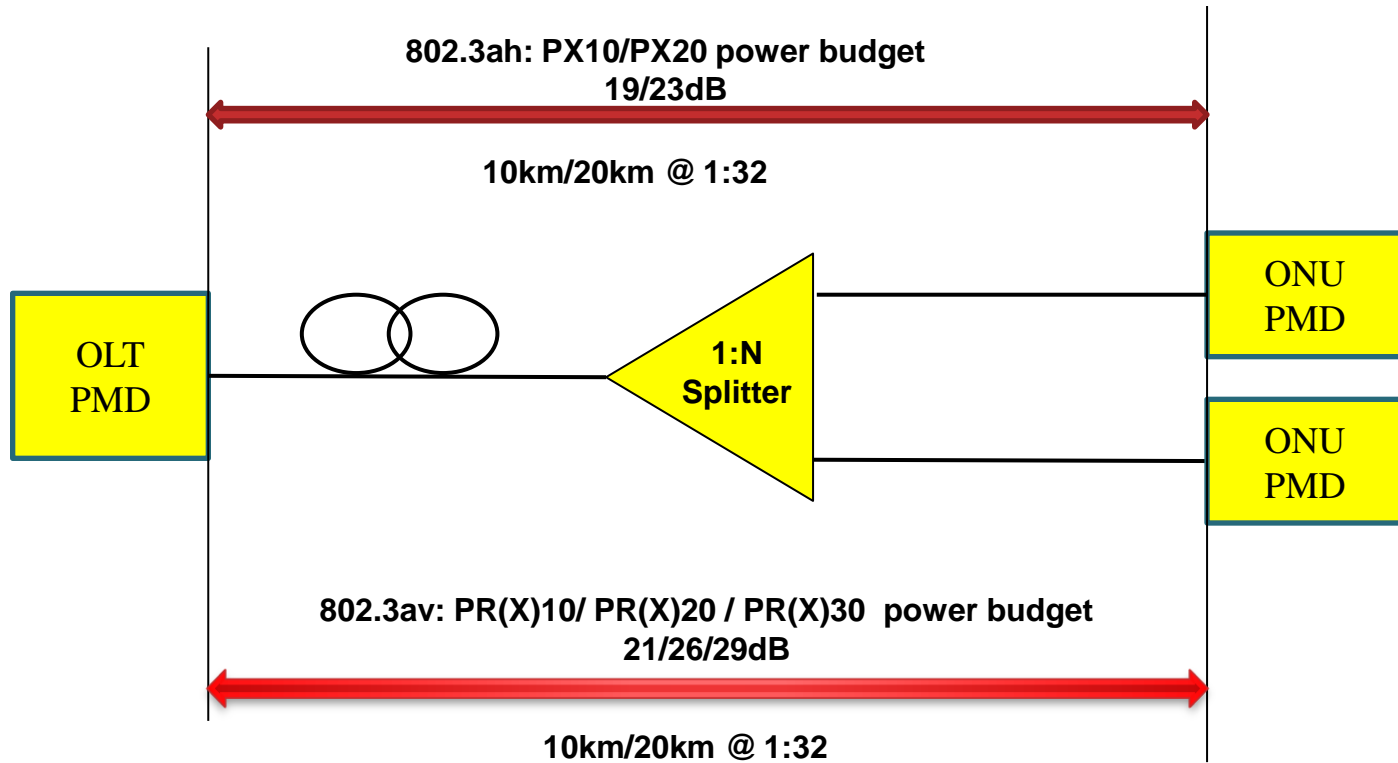 802.3ah: PX10/PX20 power budget
19/23dB
10km/20km @ 1:32
OLT
PMD
1:N
Splitter
ONU
PMD
ONU
PMD
802.3av: PR(X)10/ PR(X)20 / PR(X)30 power budget
21/26/29dB
10km/20km @ 1:32